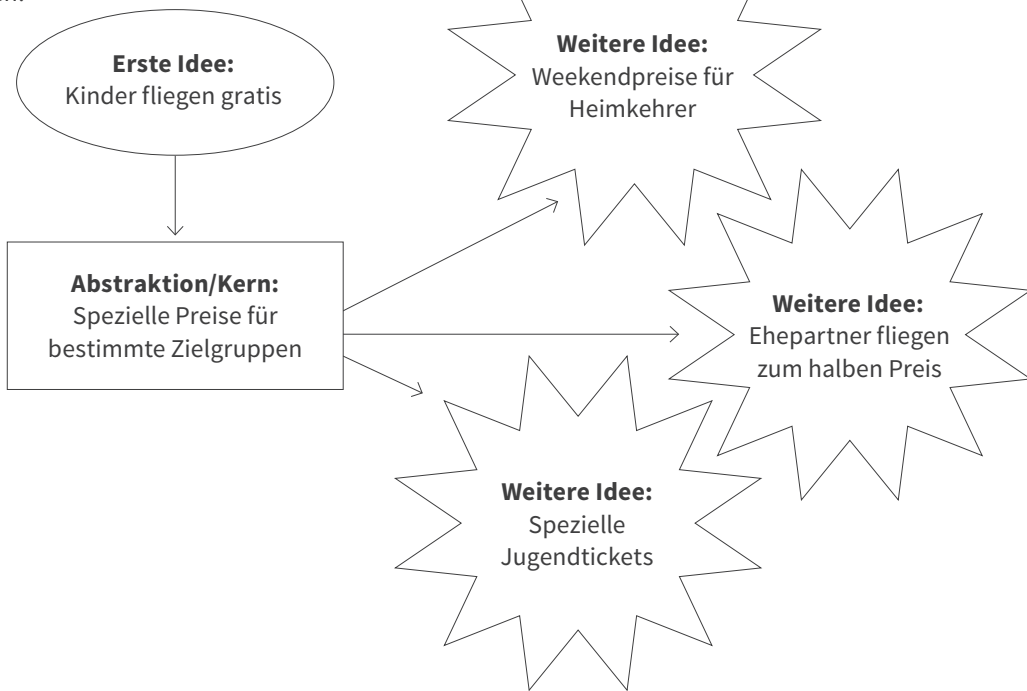 Erste Idee:
Kinder fliegen gratis
Weitere Idee:
Weekendpreise für
Heimkehrer
Abstraktion/Kern:
Spezielle Preise für
bestimmte Zielgruppen
Weitere Idee:
Ehepartner fliegen
zum halben Preis
Weitere Idee:
Spezielle
Jugendtickets